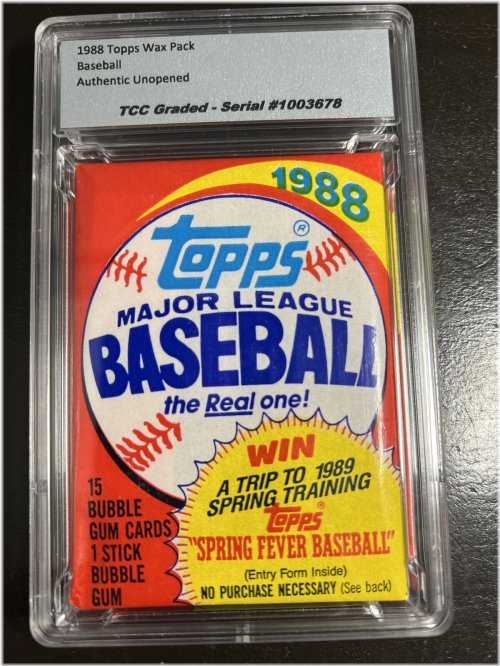 1988 Topps Wax Pack
Baseball
Authentic Unopened
TCC Graded - Serial #1003678
1988
Topps ®
MAJOR LEAGUE
BASEBALL
the Real one!
WIN
A TRIP TO 1989
SPRING TRAINING
Topps
"SPRING FEVER BASEBALL"
(Entry Form Inside)
NO PURCHASE NECESSARY (See back)
15
BUBBLE
GUM CARDS
1 STICK
BUBBLE
GUM